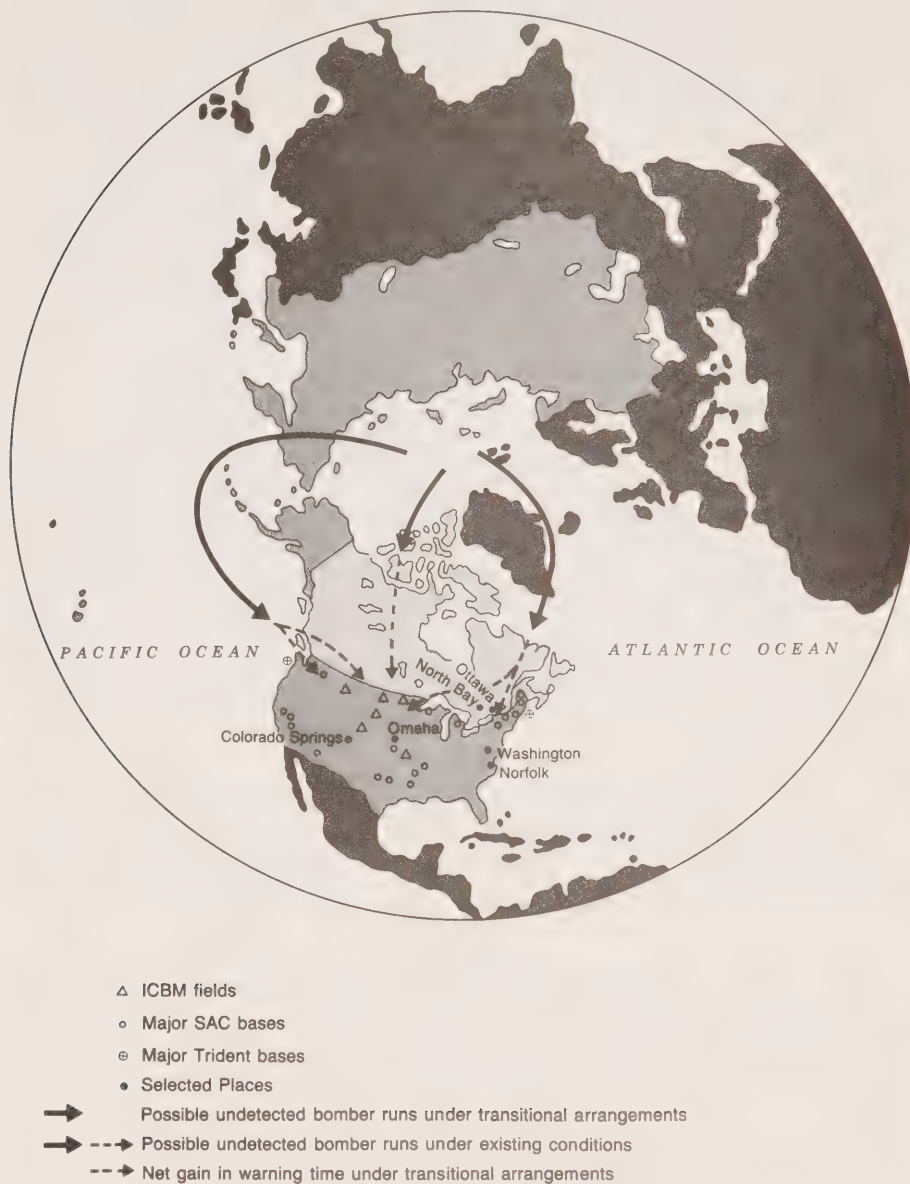 PACIFIC OCEAN
ATLANTIC OCEAN
Ottawa
North Bay
Colorado Springs
Omaha
Washington
Norfolk
ICBM fields
Major SAC bases
Major Trident bases
Selected Places
Possible undetected bomber runs under transitional arrangements
Possible undetected bomber runs under existing conditions
Net gain in warning time under transitional arrangements